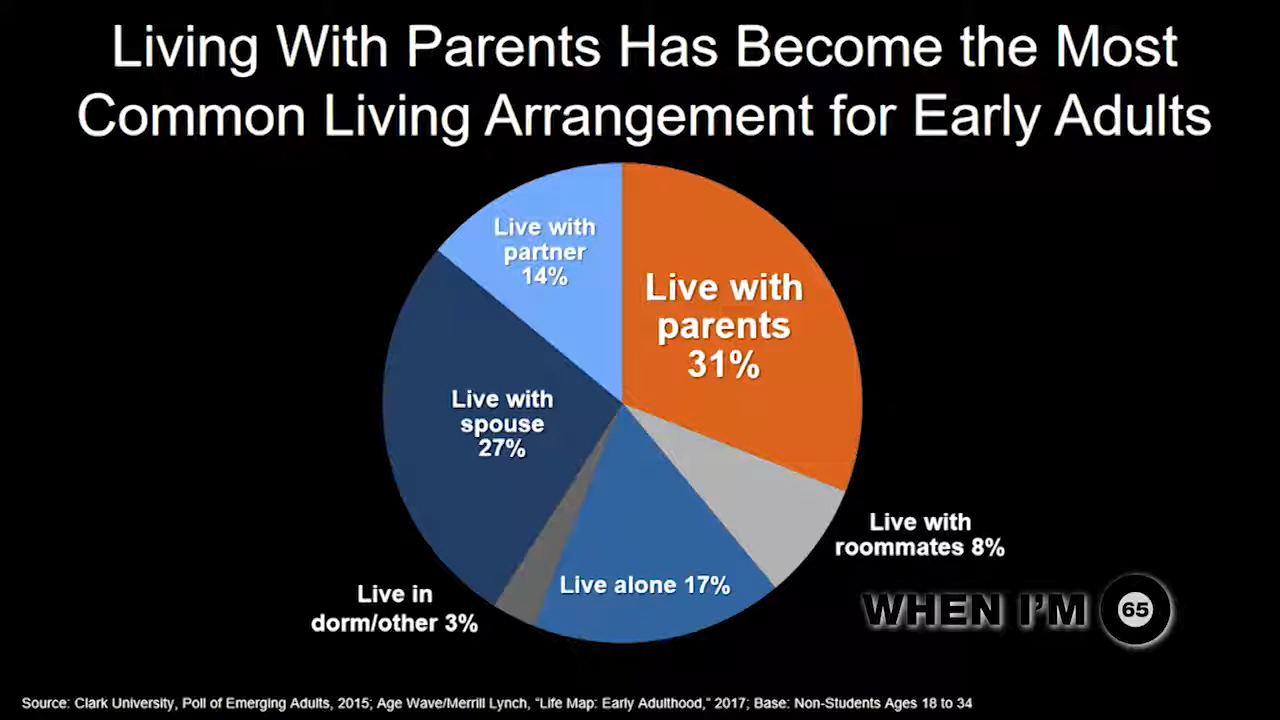 Living With Parents Has Become the Most
Common Living Arrangement for Early Adults
Live with
partner
14%
Live with
parents
31%
Live with
spouse
27%
Live with
roommates 8%
Live alone 17%
Live in
dorm/other 3%
WHEN I'M 65
Source: Clark University, Poll of Emerging Adults, 2015; Age Wave/Merrill Lynch, "Life Map: Early Adulthood," 2017; Base: Non-Students Ages 18 to 34